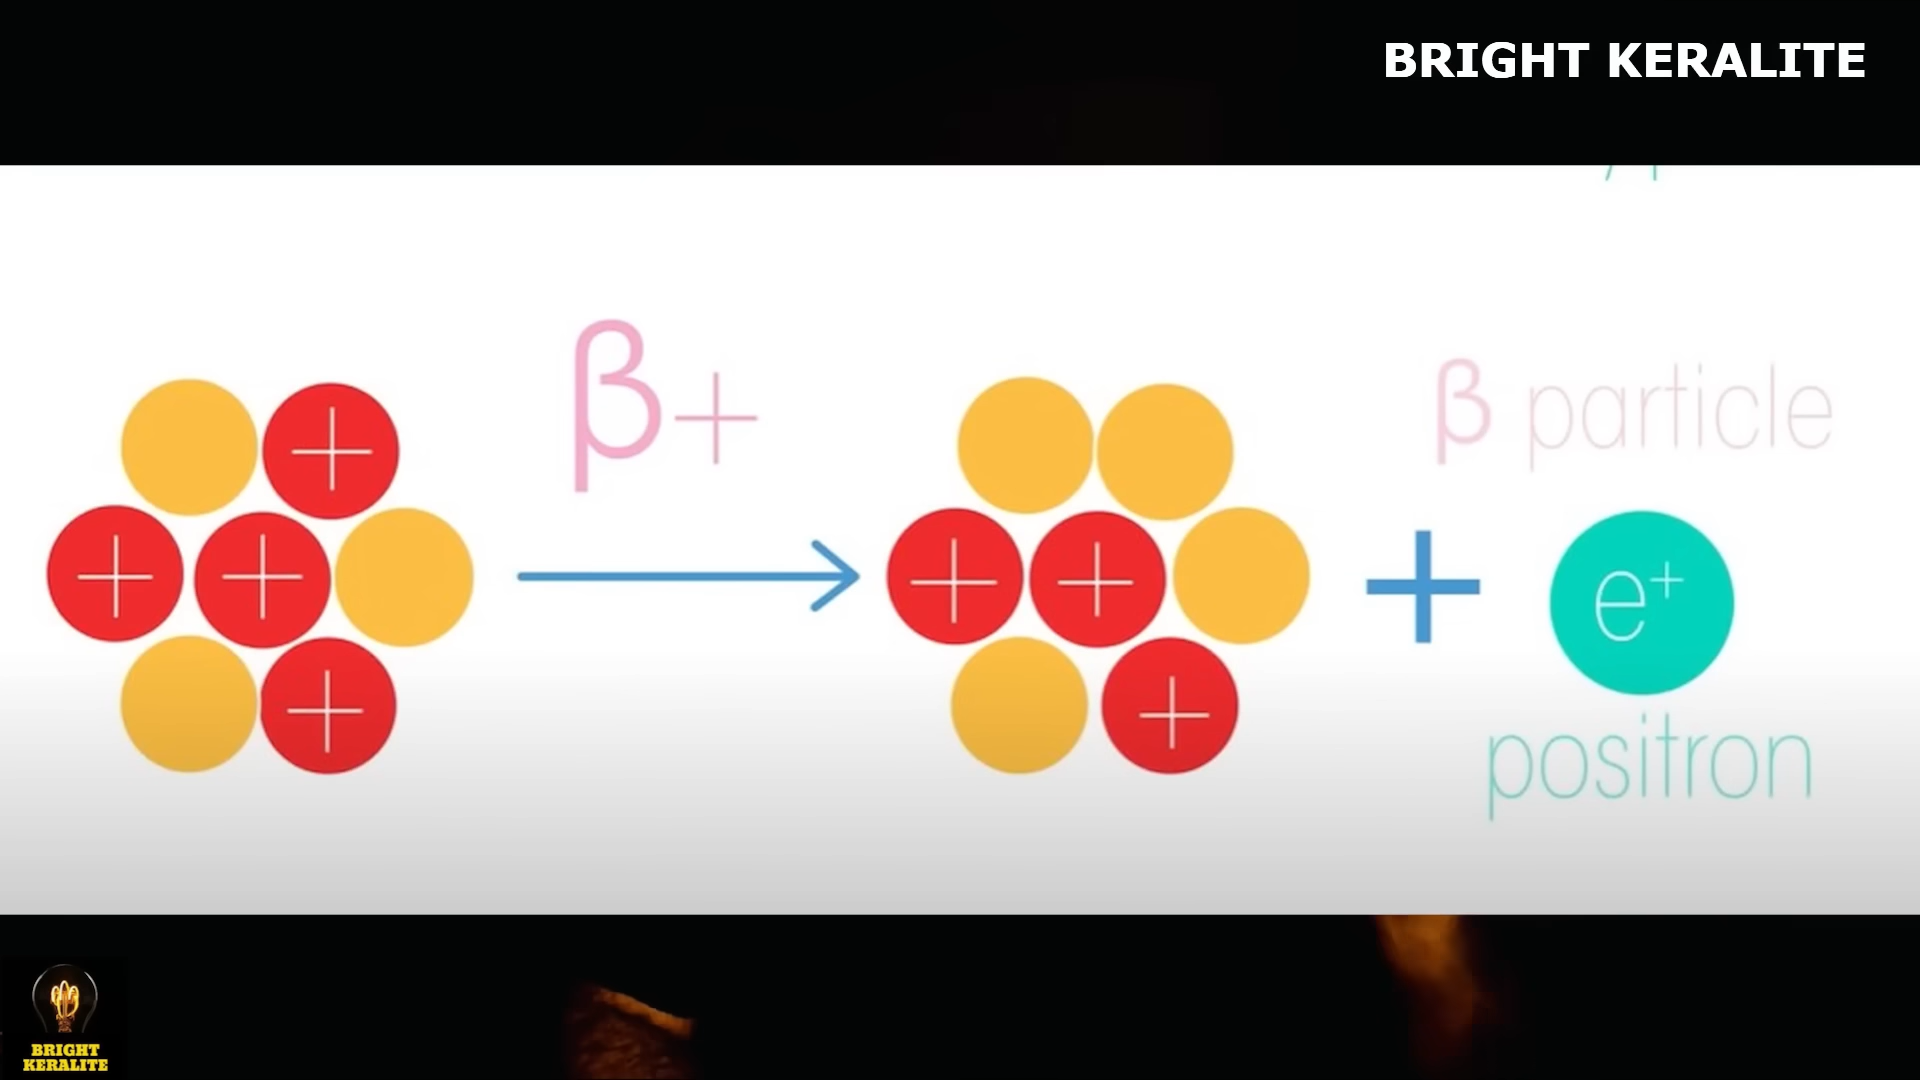 BRIGHT KERALITE
β+
β particle
+
+
+
+
+
+
+
+
e⁺
positron
BRIGHT
KERALITE